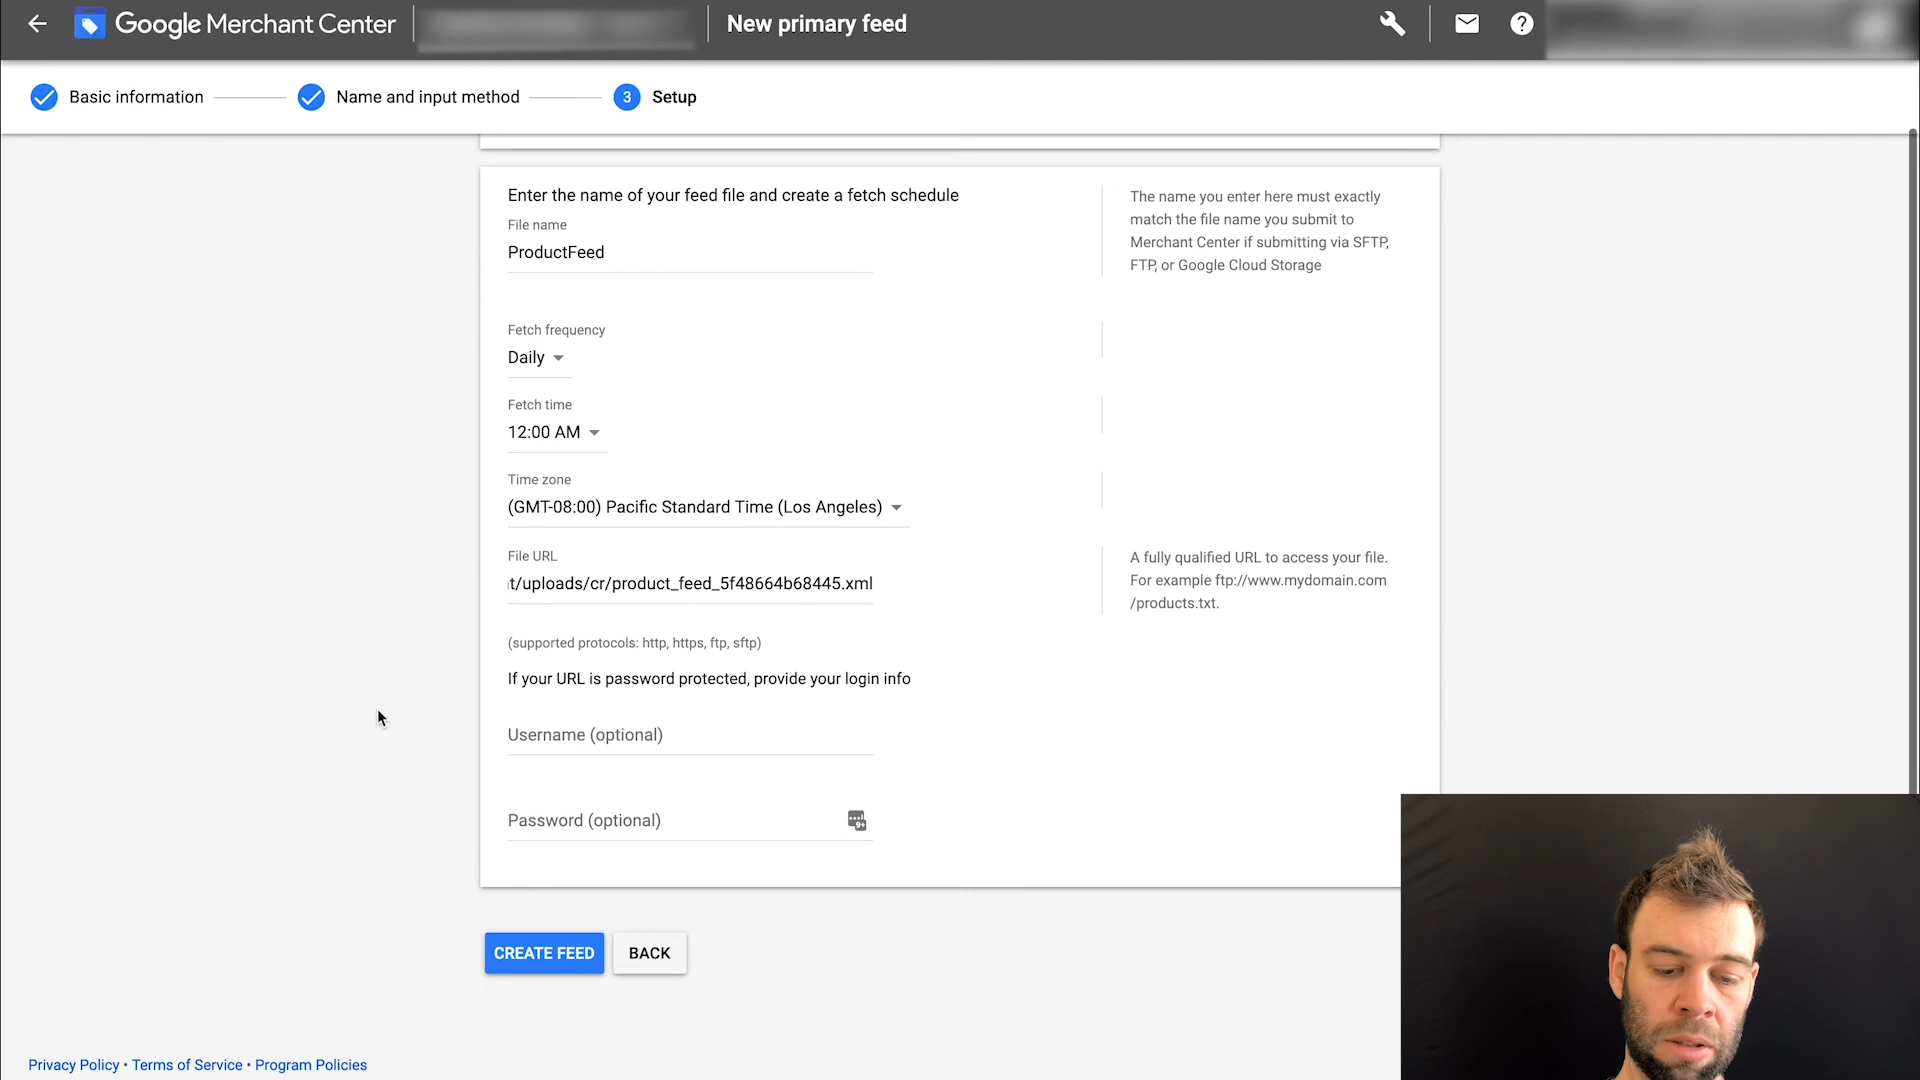 Google Merchant Center
New primary feed
Basic information
Name and input method
3 Setup
Enter the name of your feed file and create a fetch schedule
File name
ProductFeed
The name you enter here must exactly
match the file name you submit to
Merchant Center if submitting via SFTP,
FTP, or Google Cloud Storage
Fetch frequency
Daily
Fetch time
12:00 AM
Time zone
(GMT-08:00) Pacific Standard Time (Los Angeles)
File URL
t/uploads/cr/product_feed_5f48664b68445.xml
A fully qualified URL to access your file.
For example ftp://www.mydomain.com
/products.txt.
(supported protocols: http, https, ftp, sftp)
If your URL is password protected, provide your login info
Username (optional)
Password (optional)
9+
CREATE FEED
BACK
Privacy Policy • Terms of Service • Program Policies